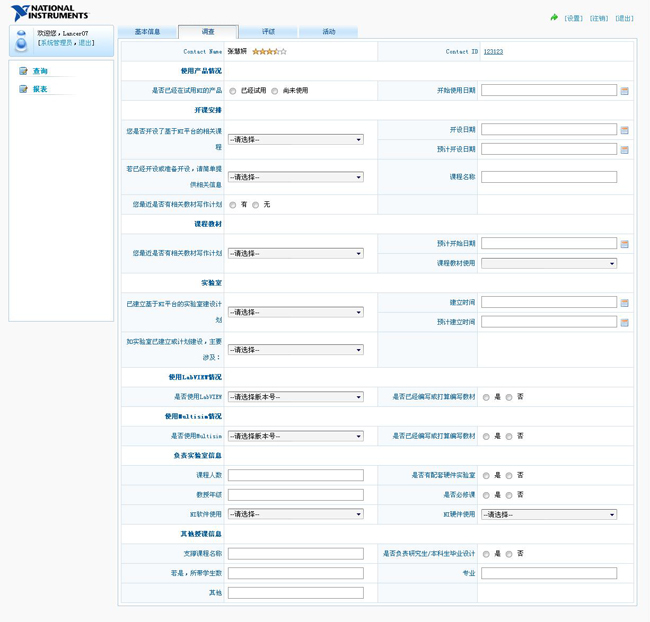 NATIONAL
INSTRUMENTS
[设置] [注销] [退出]
欢迎您，Lancer07
[系统管理员，退出]
查询
报表
基本信息 调查 评级 活动
Contact Name 张慧妍 Contact ID 123123
使用产品情况
是否已经在试用NI的产品 已经试用 尚未使用 开始使用日期
开课安排
您是否开设了基于NI平台的相关课程 --请选择-- 开设日期
预计开设日期
若已经开设或准备开设，请简单提供相关信息 --请选择-- 课程名称
您最近是否有相关教材写作计划 有 无
课程教材
您最近是否有相关教材写作计划 --请选择-- 预计开始日期
课程教材使用
实验室
已建立基于NI平台的实验室建设计划 --请选择-- 建立时间
预计建立时间
如实验室已建立或计划建设，主要涉及： --请选择--
使用LabVIEW情况
是否使用LabVIEW --请选择版本号-- 是否已经编写或打算编写教材 是 否
使用Multisim情况
是否使用Multisim --请选择版本号-- 是否已经编写或打算编写教材 是 否
负责实验室信息
课程人数 是否有配套硬件实验室 是 否
教授年级 是否必修课 是 否
NI软件使用 --请选择-- NI硬件使用 --请选择--
其他授课信息
支撑课程名称 是否负责研究生/本科生毕业设计 是 否
若是，所带学生数 专业
其他